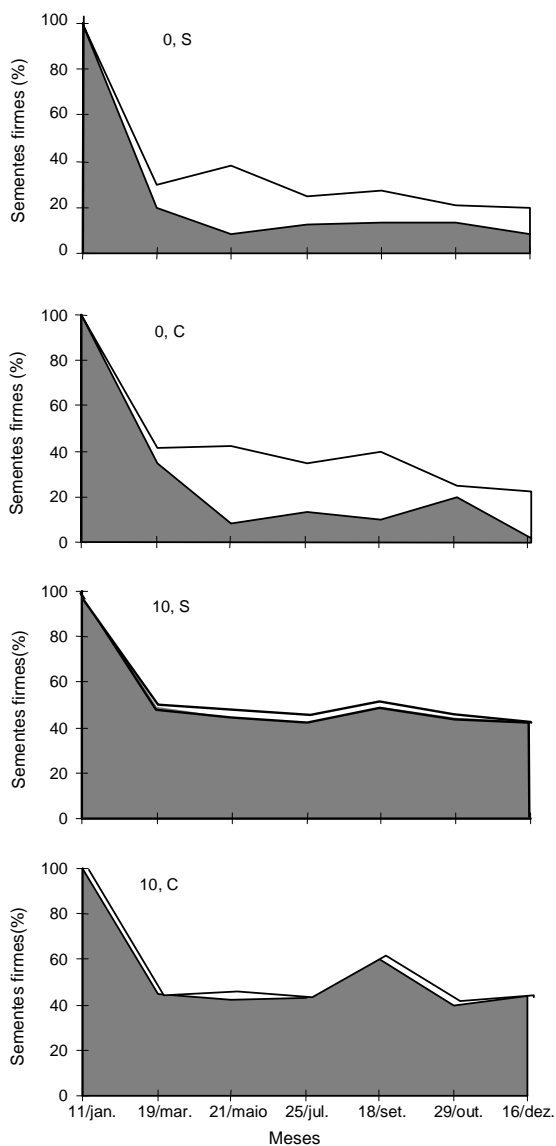 100
0, S
80
60
40
20
0
Sementes firmes (%)
100
0, C
80
60
40
20
0
Sementes firmes (%)
100
10, S
80
60
40
20
0
Sementes firmes(%)
100
10, C
80
60
40
20
0
Sementes firmes(%)
11/jan. 19/mar. 21/maio 25/jul. 18/set. 29/out. 16/dez.
Meses